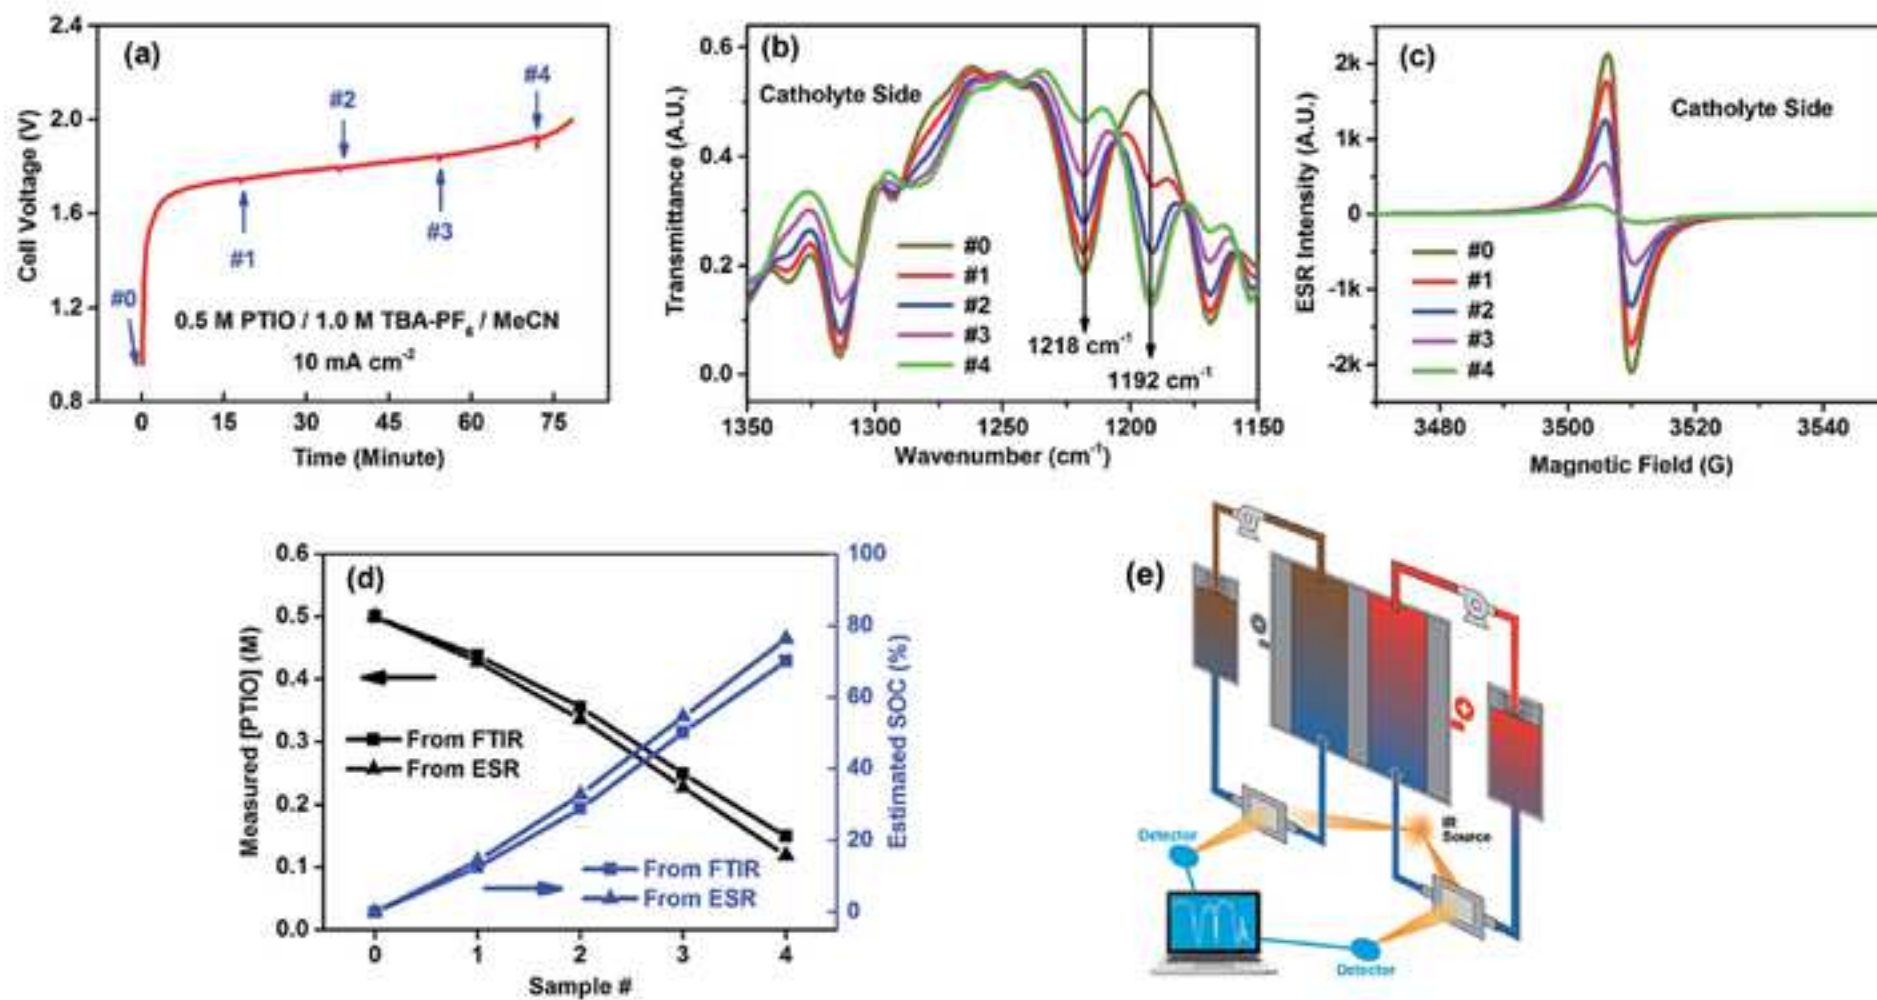 (a)
2.4
2.0
1.6
1.2
0.8
Cell Voltage (V)
#0
#1
#2
#3
#4
0.5 M PTIO / 1.0 M TBA-PF₆ / MeCN
10 mA cm⁻²
0 15 30 45 60 75
Time (Minute)
(b)
Catholyte Side
0.6
0.4
0.2
0.0
Transmittance (A.U.)
#0
#1
#2
#3
#4
1218 cm⁻¹
1192 cm⁻¹
1350 1300 1250 1200 1150
Wavenumber (cm⁻¹)
(c)
Catholyte Side
2k
1k
0
-1k
-2k
ESR Intensity (A.U.)
#0
#1
#2
#3
#4
3480 3500 3520 3540
Magnetic Field (G)
(d)
0.6
0.5
0.4
0.3
0.2
0.1
0.0
Measured [PTIO] (M)
From FTIR
From ESR
From FTIR
From ESR
100
80
60
40
20
0
Estimated SOC (%)
0 1 2 3 4
Sample #
(e)
IR
Source
Detector
Detector